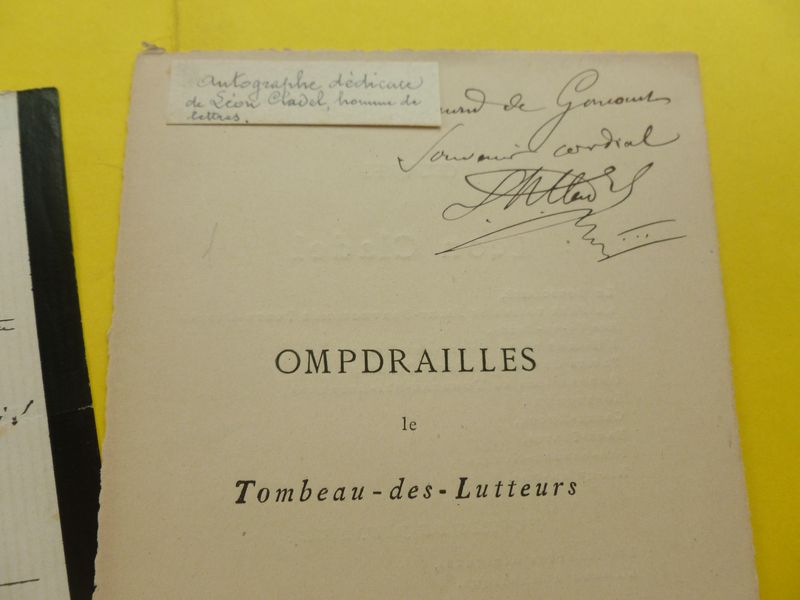 Autographe, dédicace
de Léon Cladel, homme de
lettres.
de Goncourt
Souvenir cordial
OMPDRAILLES
le
Tombeau-des-Lutteurs